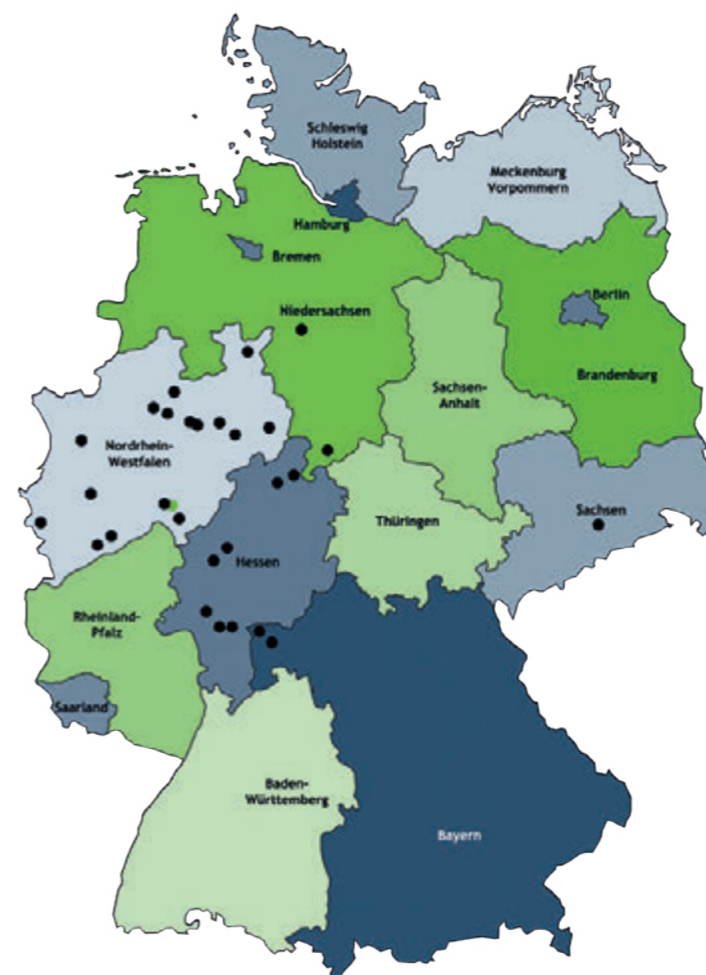 Schleswig
Holstein
Meckenburg
Vorpommern
Hamburg
Bremen
Niedersachsen
Berlin
Brandenburg
Sachsen-
Anhalt
Nordrhein-
Westfalen
Sachsen
Thüringen
Hessen
Rheinland-
Pfalz
Saarland
Baden-
Württemberg
Bayern